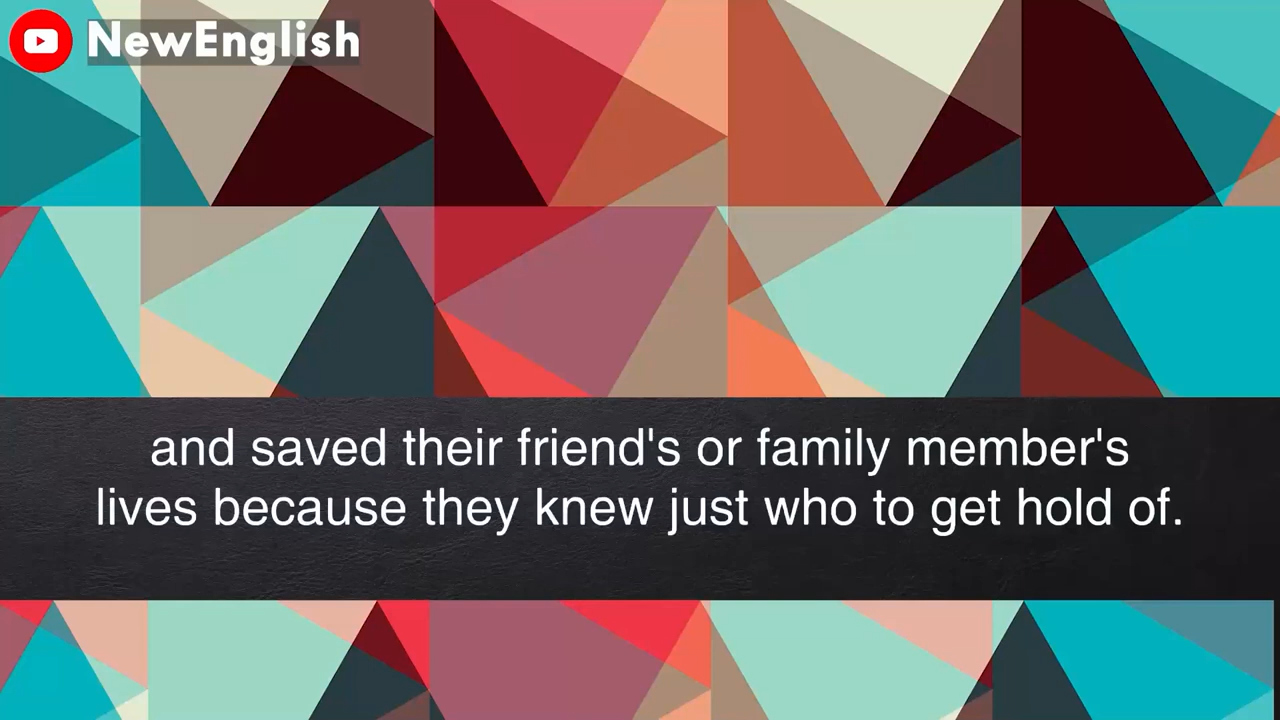 NewEnglish
and saved their friend's or family member's
lives because they knew just who to get hold of.